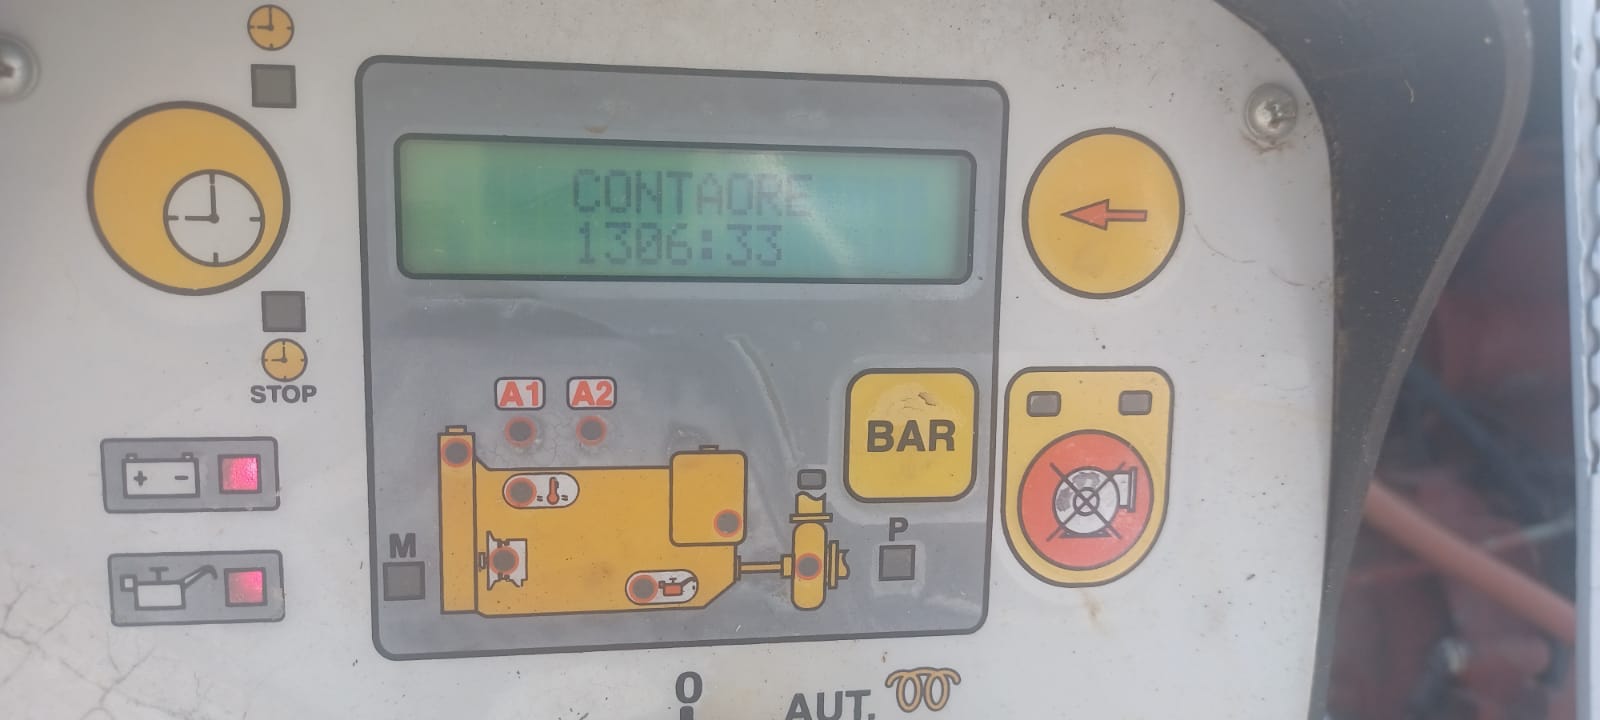 CONTAORE
1306:33
STOP
A1 A2
BAR
M
P
+ -
0
AUT.